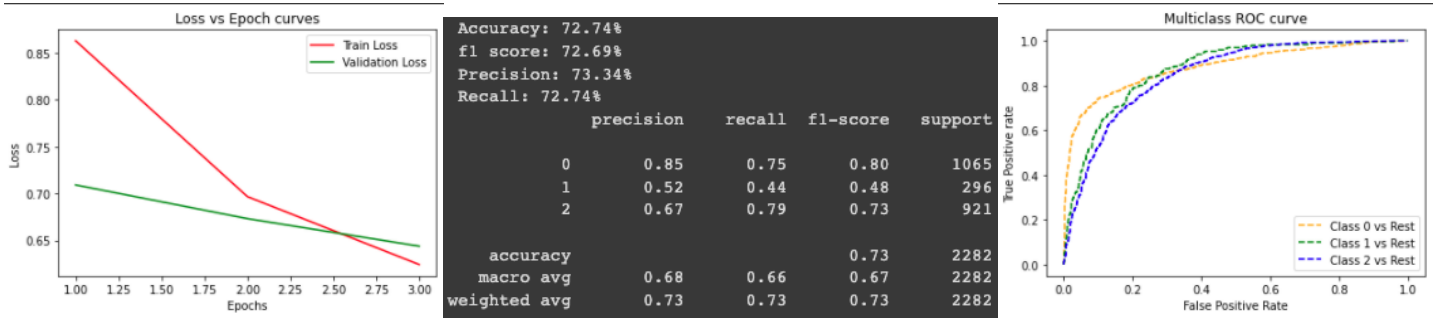 Loss vs Epoch curves
Train Loss
Validation Loss
0.85
0.80
0.75
0.70
0.65
Loss
1.00 1.25 1.50 1.75 2.00 2.25 2.50 2.75 3.00
Epochs
Accuracy: 72.74%
f1 score: 72.69%
Precision: 73.34%
Recall: 72.74%
precision recall f1-score support
0 0.85 0.75 0.80 1065
1 0.52 0.44 0.48 296
2 0.67 0.79 0.73 921
accuracy 0.73 2282
macro avg 0.68 0.66 0.67 2282
weighted avg 0.73 0.73 0.73 2282
Multiclass ROC curve
1.0
0.8
0.6
0.4
0.2
0.0
True Positive rate
Class 0 vs Rest
Class 1 vs Rest
Class 2 vs Rest
0.0 0.2 0.4 0.6 0.8 1.0
False Positive Rate